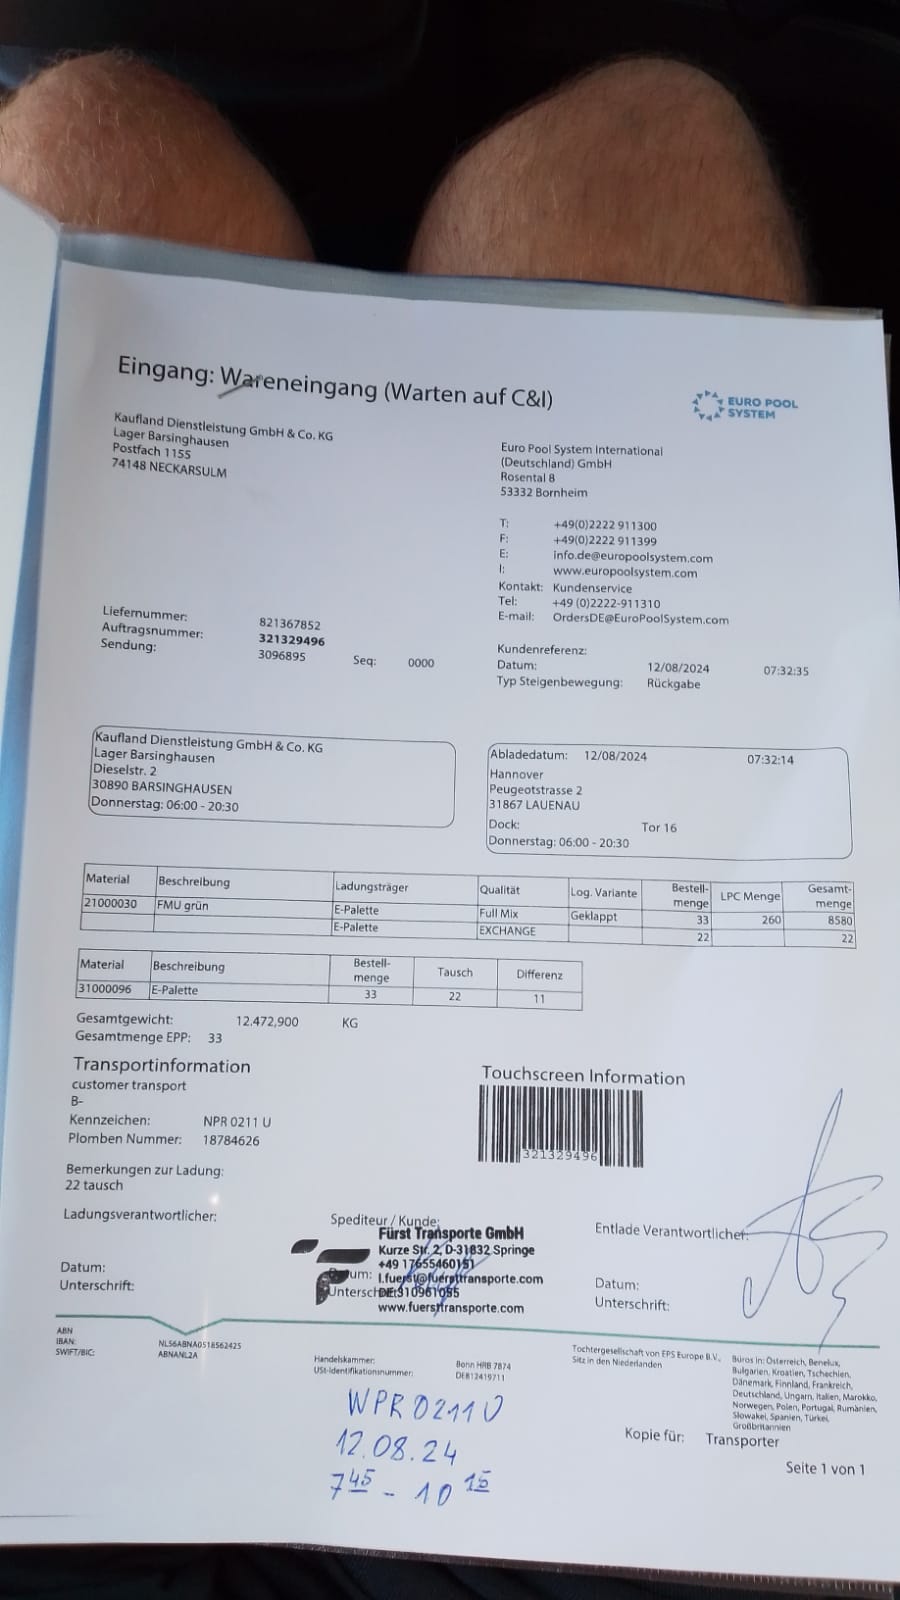 Eingang: Wareneingang (Warten auf C&I)
EURO POOL
SYSTEM
Kaufland Dienstleistung GmbH & Co. KG
Lager Barsinghausen
Postfach 1155
74148 NECKARSULM
Euro Pool System International
(Deutschland) GmbH
Rosental 8
53332 Bornheim
T: +49(0)2222 911300
F: +49(0)2222 911399
E: info.de@europoolsystem.com
I: www.europoolsystem.com
Kontakt: Kundenservice
Tel: +49 (0)2222-911310
E-mail: OrdersDE@EuroPoolSystem.com
Liefernummer: 821367852
Auftragsnummer: 321329496
Sendung: 3096895 Seq: 0000
Kundenreferenz:
Datum: 12/08/2024 07:32:35
Typ Steigenbewegung: Rückgabe
Kaufland Dienstleistung GmbH & Co. KG
Lager Barsinghausen
Dieselstr. 2
30890 BARSINGHAUSEN
Donnerstag: 06:00 - 20:30
Abladedatum: 12/08/2024 07:32:14
Hannover
Peugeotstrasse 2
31867 LAUENAU
Dock: Tor 16
Donnerstag: 06:00 - 20:30
Material Beschreibung Ladungsträger Qualität Log. Variante Bestell-menge LPC Menge Gesamt-menge
21000030 FMU grün E-Palette Full Mix Geklappt 33 260 8580
E-Palette EXCHANGE 22 22
Material Beschreibung Bestell-menge Tausch Differenz
31000096 E-Palette 33 22 11
Gesamtgewicht: 12.472,900 KG
Gesamtmenge EPP: 33
Transportinformation
customer transport
B-
Kennzeichen: NPR 0211 U
Plomben Nummer: 18784626
Touchscreen Information
321329496
Bemerkungen zur Ladung:
22 tausch
Ladungsverantwortlicher:
Datum:
Unterschrift:
Spediteur / Kunde:
Fürst Transporte GmbH
Kurze Str. 2, D-31832 Springe
+49 17655460151
l.fuerst@fuersttransporte.com
DE310961055
www.fuersttransporte.com
Entlade Verantwortlicher:
Datum:
Unterschrift:
ABN
IBAN: NL56ABNA0518562425
SWIFT/BIC: ABNANL2A
Handelskammer: Bonn HRB 7874
USt-Identifikationsnummer: DE812419711
Tochtergesellschaft von EPS Europe B.V.,
Sitz in den Niederlanden
Büros in: Österreich, Benelux,
Bulgarien, Kroatien, Tschechien,
Dänemark, Finnland, Frankreich,
Deutschland, Ungarn, Italien, Marokko,
Norwegen, Polen, Portugal, Rumänien,
Slowakei, Spanien, Türkei,
Großbritannien
WPR 0211 U
12.08.24
7 45 - 10 15
Kopie für: Transporter
Seite 1 von 1